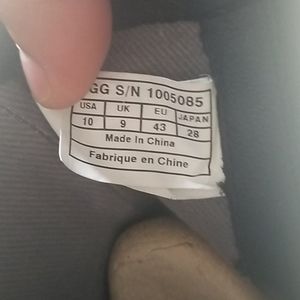 GG S/N 1005085
USA UK EU JAPAN
10 9 43 28
Made In China
Fabrique en Chine